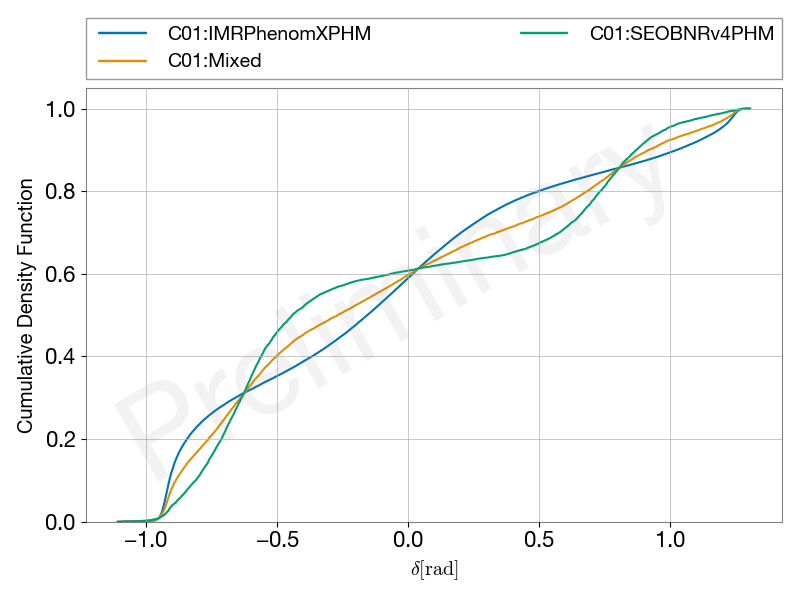 C01:IMRPhenomXPHM C01:SEOBNRv4PHM
C01:Mixed
Cumulative Density Function
1.0
0.8
0.6
0.4
0.2
0.0
−1.0 −0.5 0.0 0.5 1.0
δ[rad]
Preliminary